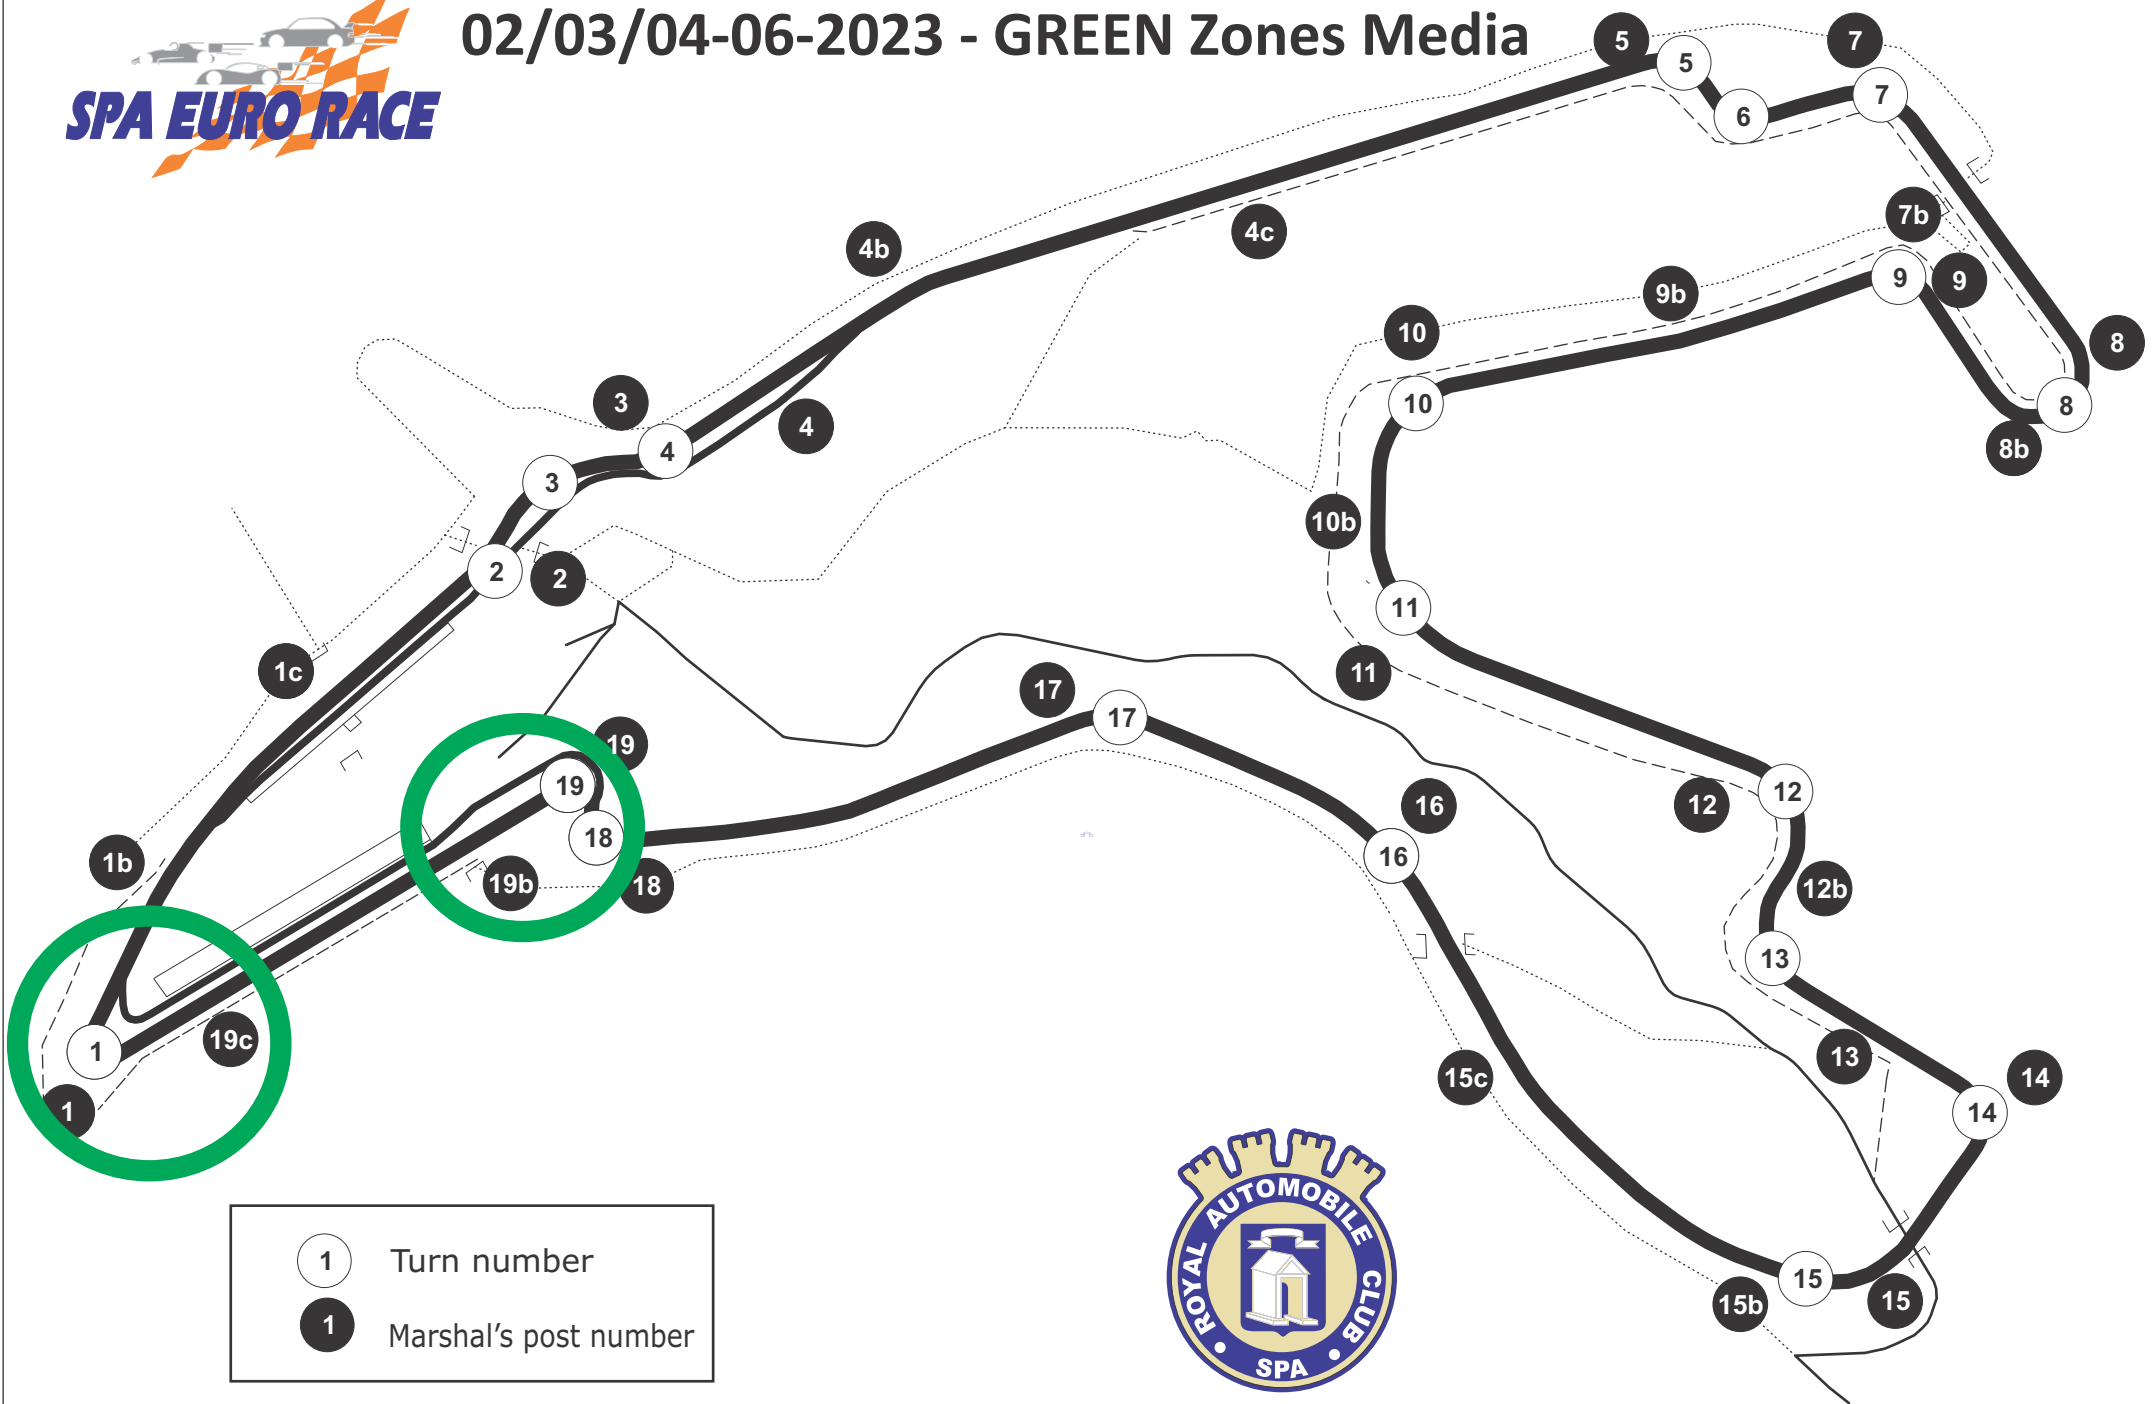 02/03/04-06-2023 - GREEN Zones Media
SPA EURO RACE
5
7
5
7
6
7b
4c
4b
9
9
9b
10
8
3
10
8
4
4
8b
3
10b
2
2
11
1c
11
17
17
19
19
12
12
16
18
16
1b
19b
18
12b
13
19c
1
13
15c
14
1
14
15
15b
15
1 Turn number
1 Marshal's post number
ROYAL AUTOMOBILE CLUB
SPA